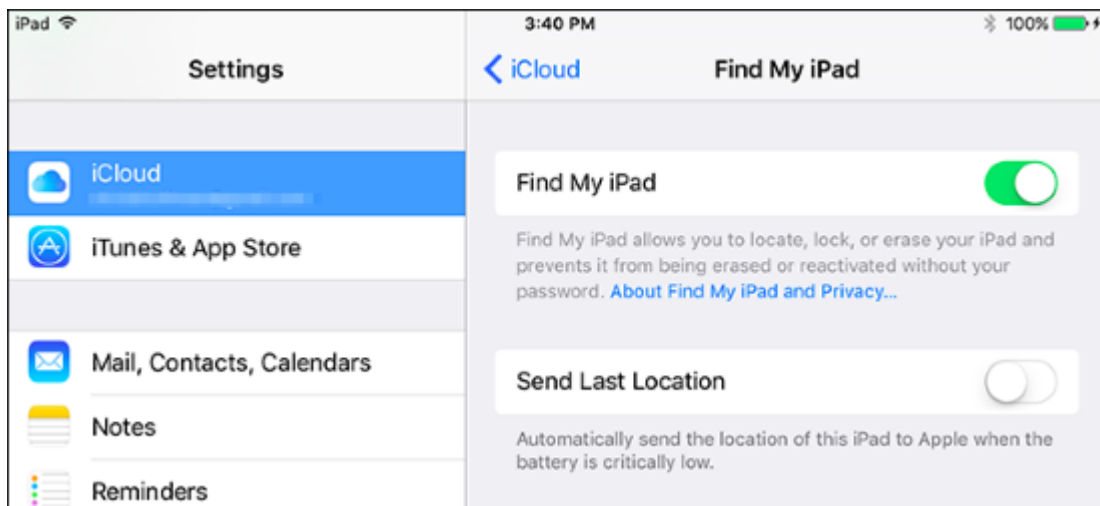 iPad
3:40 PM
100%
Settings
iCloud
Find My iPad
iCloud
iTunes & App Store
Mail, Contacts, Calendars
Notes
Reminders
Find My iPad
Find My iPad allows you to locate, lock, or erase your iPad and
prevents it from being erased or reactivated without your
password. About Find My iPad and Privacy...
Send Last Location
Automatically send the location of this iPad to Apple when the
battery is critically low.